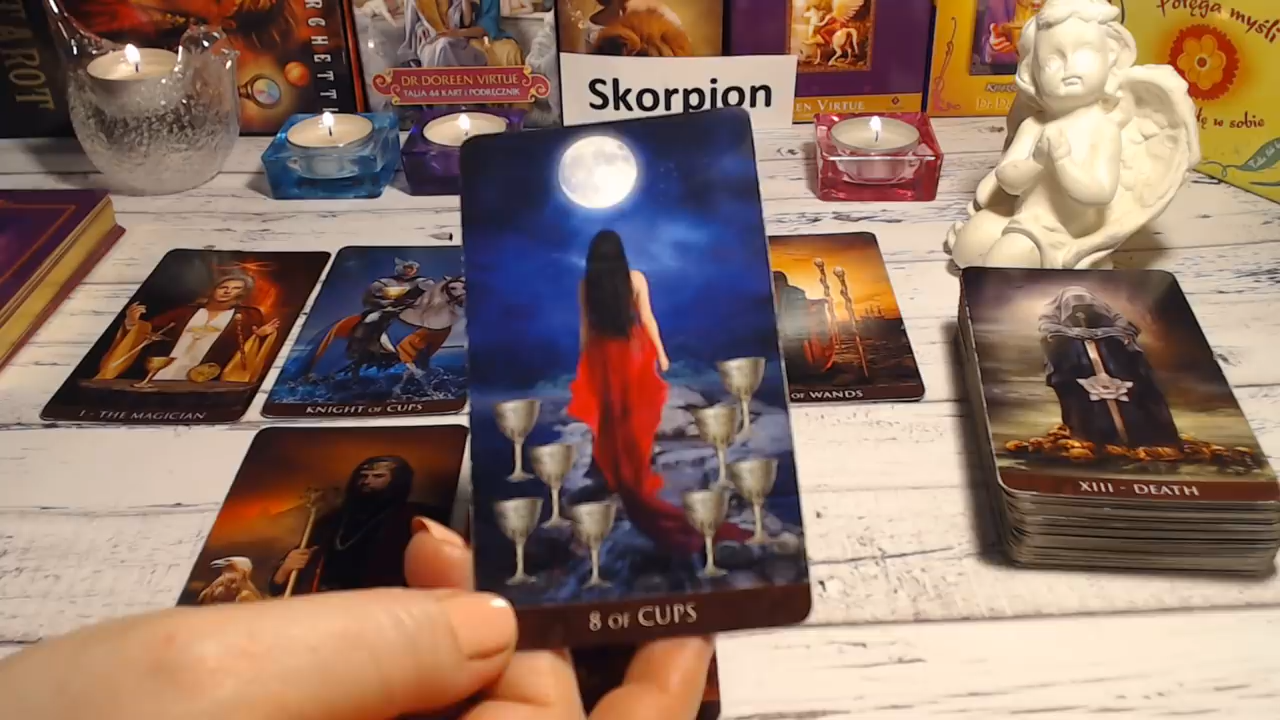 TAROT
DR DOREEN VIRTUE
TALIA 44 KART I PODRĘCZNIK
Skorpion
VIRTUE
Potęga myśli
w sobie
I - THE MAGICIAN
KNIGHT OF CUPS
OF WANDS
8 OF CUPS
XIII - DEATH